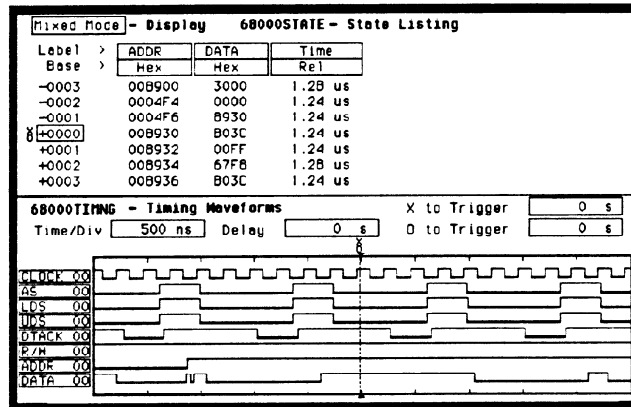 Mixed Mode - Display 68000STATE - State Listing
Label > ADDR DATA Time
Base > Hex Hex Rel
-0003 008900 3000 1.28 us
-0002 0004F4 0000 1.24 us
-0001 0004F6 8930 1.24 us
+0000 008930 B03C 1.24 us
+0001 008932 00FF 1.24 us
+0002 008934 67F8 1.28 us
+0003 008936 B03C 1.24 us
68000TIMNG - Timing Waveforms X to Trigger 0 s
Time/Div 500 ns Delay 0 s O to Trigger 0 s
X
O
CLOCK 00
AS 00
LDS 00
UDS 00
DTACK 00
R/W 00
ADDR 00
DATA 00